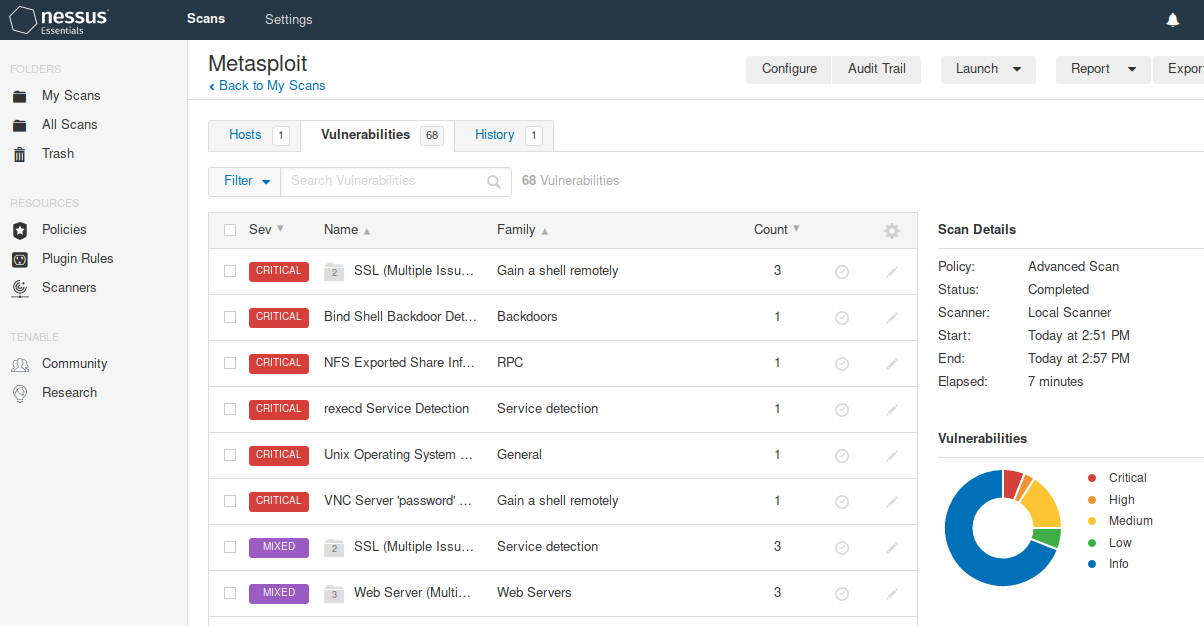 nessus
Essentials
Scans Settings
FOLDERS
My Scans
All Scans
Trash
RESOURCES
Policies
Plugin Rules
Scanners
TENABLE
Community
Research
Metasploit
Back to My Scans
Configure Audit Trail Launch Report Expor
Hosts 1 Vulnerabilities 68 History 1
Filter Search Vulnerabilities 68 Vulnerabilities
Sev Name Family Count
CRITICAL 2 SSL (Multiple Issu... Gain a shell remotely 3
CRITICAL Bind Shell Backdoor Det... Backdoors 1
CRITICAL NFS Exported Share Inf... RPC 1
CRITICAL rexecd Service Detection Service detection 1
CRITICAL Unix Operating System ... General 1
CRITICAL VNC Server 'password' ... Gain a shell remotely 1
MIXED 2 SSL (Multiple Issu... Service detection 3
MIXED 3 Web Server (Multi... Web Servers 3
Scan Details
Policy: Advanced Scan
Status: Completed
Scanner: Local Scanner
Start: Today at 2:51 PM
End: Today at 2:57 PM
Elapsed: 7 minutes
Vulnerabilities
Critical
High
Medium
Low
Info